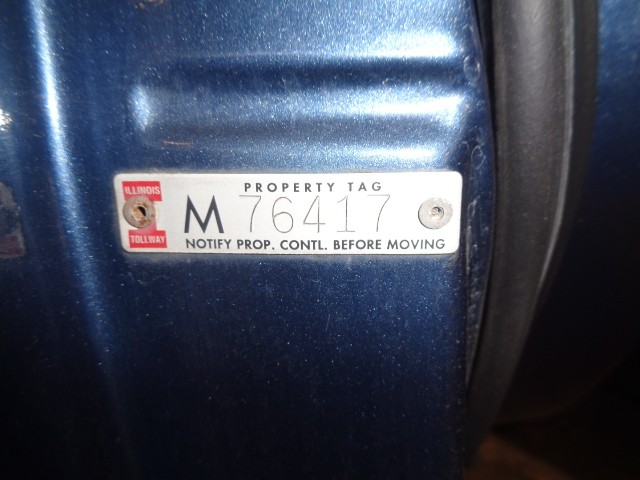 PROPERTY TAG
ILLINOIS
M 76417
TOLLWAY
NOTIFY PROP. CONTL. BEFORE MOVING